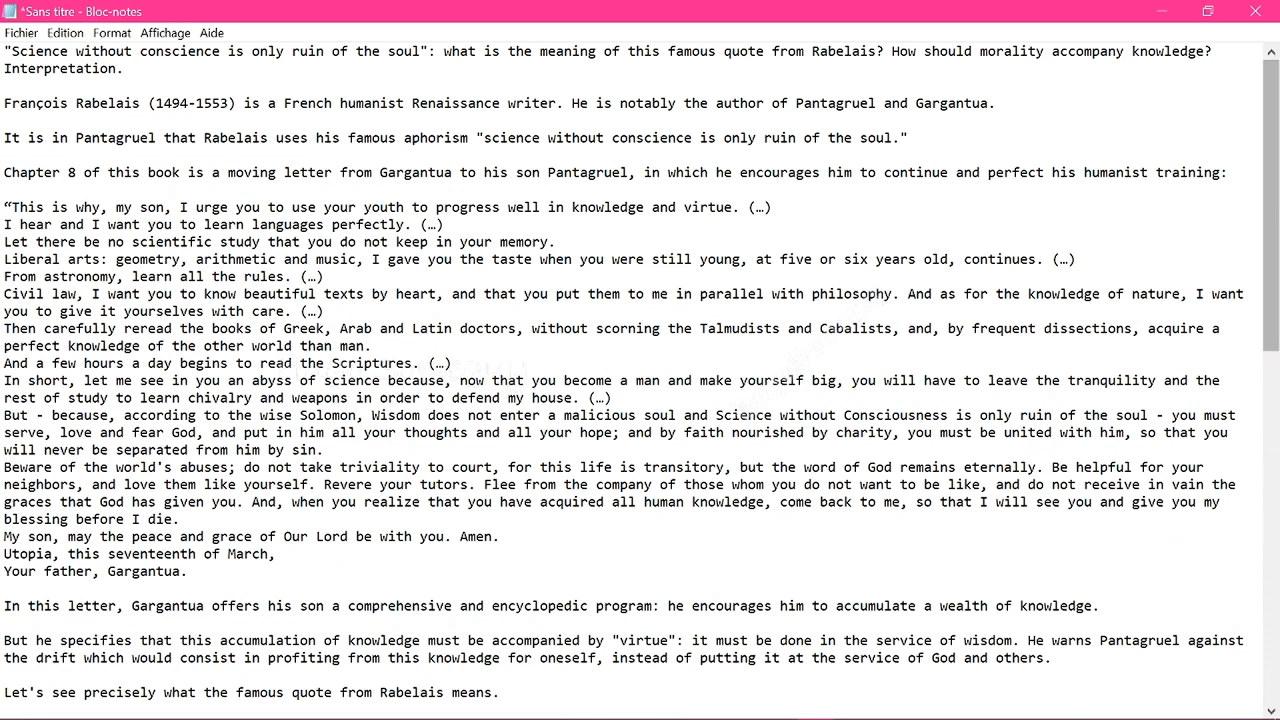 *Sans titre - Bloc-notes
Fichier Edition Format Affichage Aide
"Science without conscience is only ruin of the soul": what is the meaning of this famous quote from Rabelais? How should morality accompany knowledge?
Interpretation.
François Rabelais (1494-1553) is a French humanist Renaissance writer. He is notably the author of Pantagruel and Gargantua.
It is in Pantagruel that Rabelais uses his famous aphorism "science without conscience is only ruin of the soul."
Chapter 8 of this book is a moving letter from Gargantua to his son Pantagruel, in which he encourages him to continue and perfect his humanist training:
“This is why, my son, I urge you to use your youth to progress well in knowledge and virtue. (…)
I hear and I want you to learn languages perfectly. (…)
Let there be no scientific study that you do not keep in your memory.
Liberal arts: geometry, arithmetic and music, I gave you the taste when you were still young, at five or six years old, continues. (…)
From astronomy, learn all the rules. (…)
Civil law, I want you to know beautiful texts by heart, and that you put them to me in parallel with philosophy. And as for the knowledge of nature, I want
you to give it yourselves with care. (…)
Then carefully reread the books of Greek, Arab and Latin doctors, without scorning the Talmudists and Cabalists, and, by frequent dissections, acquire a
perfect knowledge of the other world than man.
And a few hours a day begins to read the Scriptures. (…)
In short, let me see in you an abyss of science because, now that you become a man and make yourself big, you will have to leave the tranquility and the
rest of study to learn chivalry and weapons in order to defend my house. (…)
But - because, according to the wise Solomon, Wisdom does not enter a malicious soul and Science without Consciousness is only ruin of the soul - you must
serve, love and fear God, and put in him all your thoughts and all your hope; and by faith nourished by charity, you must be united with him, so that you
will never be separated from him by sin.
Beware of the world's abuses; do not take triviality to court, for this life is transitory, but the word of God remains eternally. Be helpful for your
neighbors, and love them like yourself. Revere your tutors. Flee from the company of those whom you do not want to be like, and do not receive in vain the
graces that God has given you. And, when you realize that you have acquired all human knowledge, come back to me, so that I will see you and give you my
blessing before I die.
My son, may the peace and grace of Our Lord be with you. Amen.
Utopia, this seventeenth of March,
Your father, Gargantua.
In this letter, Gargantua offers his son a comprehensive and encyclopedic program: he encourages him to accumulate a wealth of knowledge.
But he specifies that this accumulation of knowledge must be accompanied by "virtue": it must be done in the service of wisdom. He warns Pantagruel against
the drift which would consist in profiting from this knowledge for oneself, instead of putting it at the service of God and others.
Let's see precisely what the famous quote from Rabelais means.